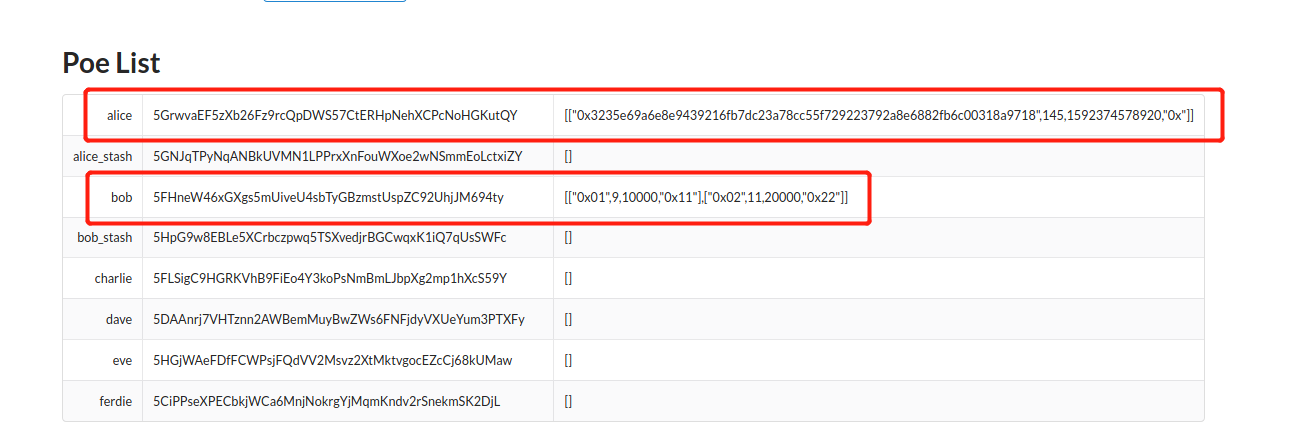 Poe List
alice 5GrwvaEF5zXb26Fz9rcQpDWS57CtERHpNehXCPcNoHGKutQY [["0x3235e69a6e8e9439216fb7dc23a78cc55f729223792a8e6882fb6c00318a9718",145,1592374578920,"0x"]]
alice_stash 5GNJqTPyNqANBkUVMN1LPPrxXnFouWXoe2wNSmmEoLctxiZY []
bob 5FHneW46xGXgs5mUiveU4sbTyGBzmstUspZC92UhjJM694ty [["0x01",9,10000,"0x11"],["0x02",11,20000,"0x22"]]
bob_stash 5HpG9w8EBLe5XCrbczpwq5TSXvedjrBGCwqxK1iQ7qUsSWFc []
charlie 5FLSigC9HGRKVhB9FiEo4Y3koPsNmBmLJbpXg2mp1hXcS59Y []
dave 5DAAnrj7VHTznn2AWBemMuyBwZWs6FNFjdyVXUeYum3PTXFy []
eve 5HGjWAeFDfFCWPsjFQdVV2Msvz2XtMktvgocEZcCj68kUMaw []
ferdie 5CiPPseXPECbkjWCa6MnjNokrgYjMqmKndv2rSnekmSK2DjL []